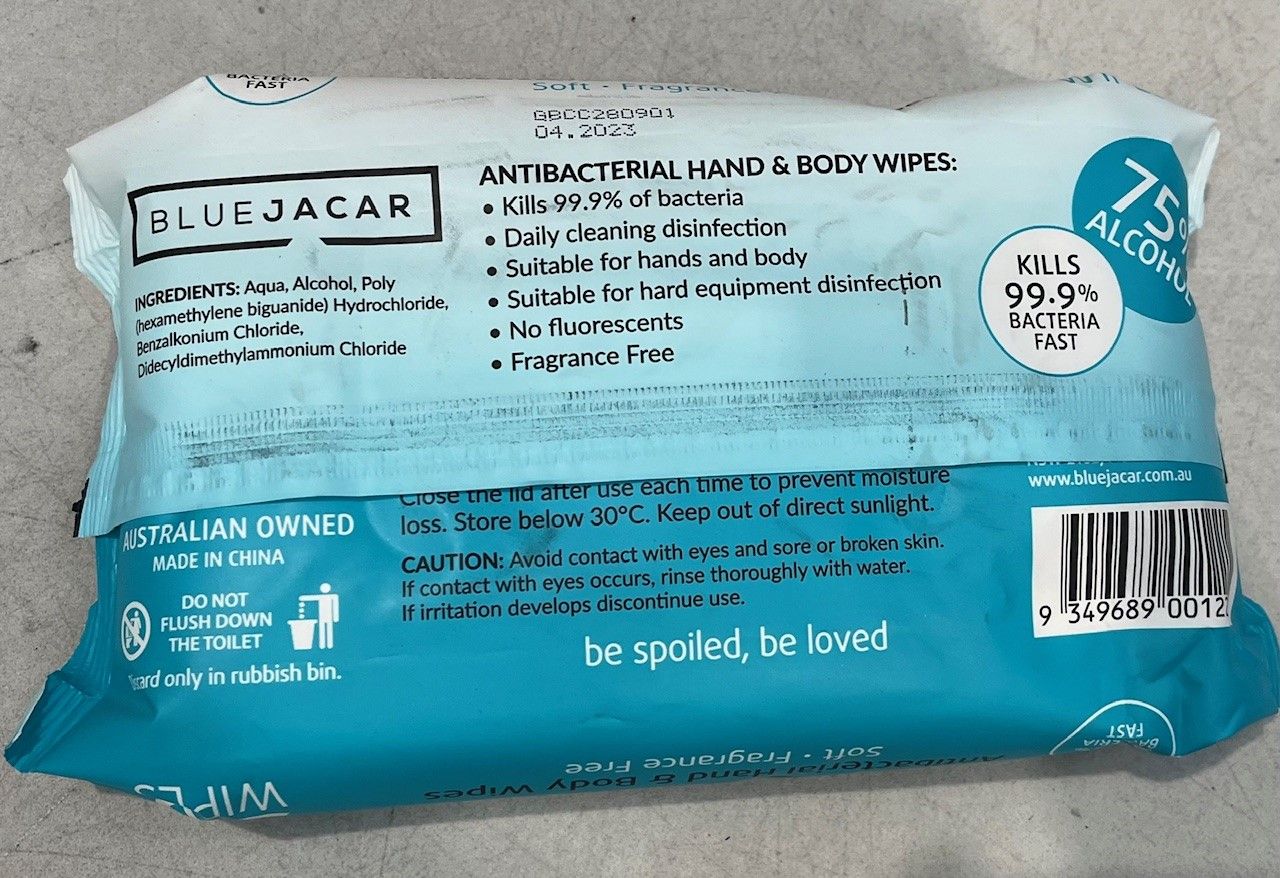 BACTERIA
FAST
Soft • Fragrance
GBCC280901
04.2023
BLUEJACAR
INGREDIENTS: Aqua, Alcohol, Poly
(hexamethylene biguanide) Hydrochloride,
Benzalkonium Chloride,
Didecyldimethylammonium Chloride
ANTIBACTERIAL HAND & BODY WIPES:
• Kills 99.9% of bacteria
• Daily cleaning disinfection
• Suitable for hands and body
• Suitable for hard equipment disinfection
• No fluorescents
• Fragrance Free
75%
ALCOHOL
KILLS
99.9%
BACTERIA
FAST
Close the lid after use each time to prevent moisture
loss. Store below 30°C. Keep out of direct sunlight.
CAUTION: Avoid contact with eyes and sore or broken skin.
If contact with eyes occurs, rinse thoroughly with water.
If irritation develops discontinue use.
be spoiled, be loved
AUSTRALIAN OWNED
MADE IN CHINA
DO NOT
FLUSH DOWN
THE TOILET
only in rubbish bin.
www.bluejacar.com.au
9 349689 0012
BACTERIA
FAST
Soft • Fragrance Free
Antibacterial Hand & Body Wipes
WIPES